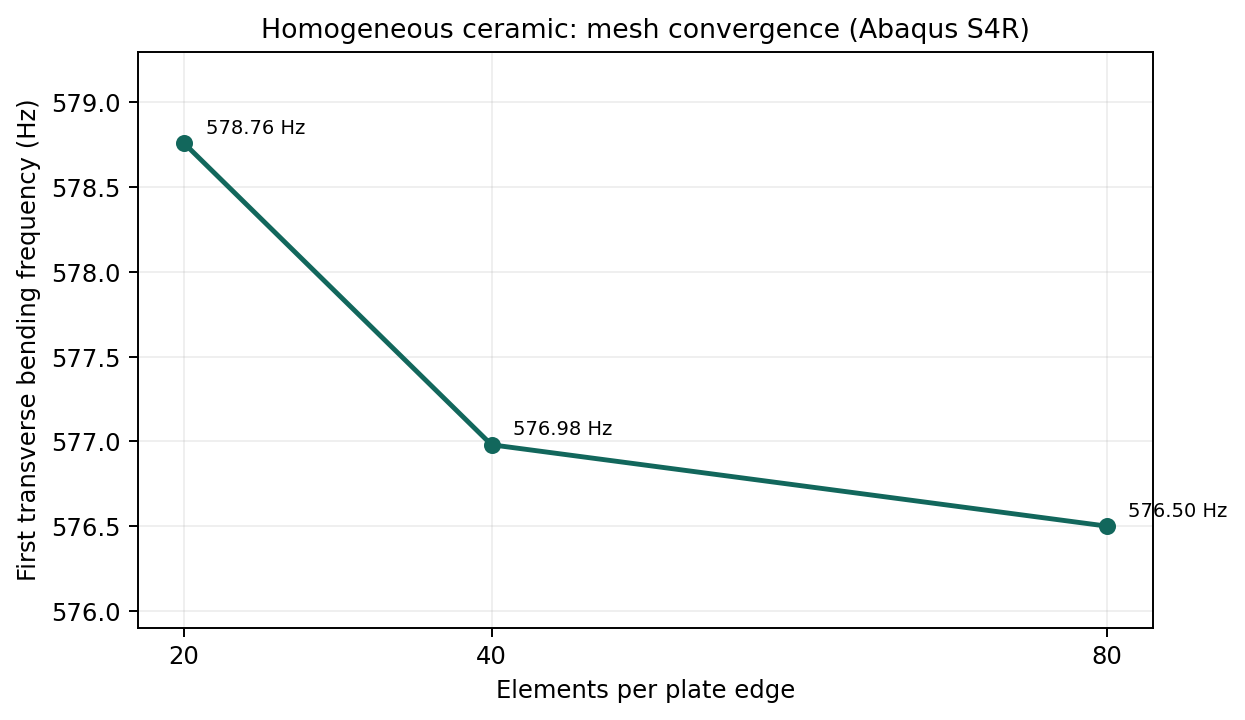 Homogeneous ceramic: mesh convergence (Abaqus S4R)
First transverse bending frequency (Hz)
579.0
578.5
578.0
577.5
577.0
576.5
576.0
578.76 Hz
576.98 Hz
576.50 Hz
20
40
80
Elements per plate edge